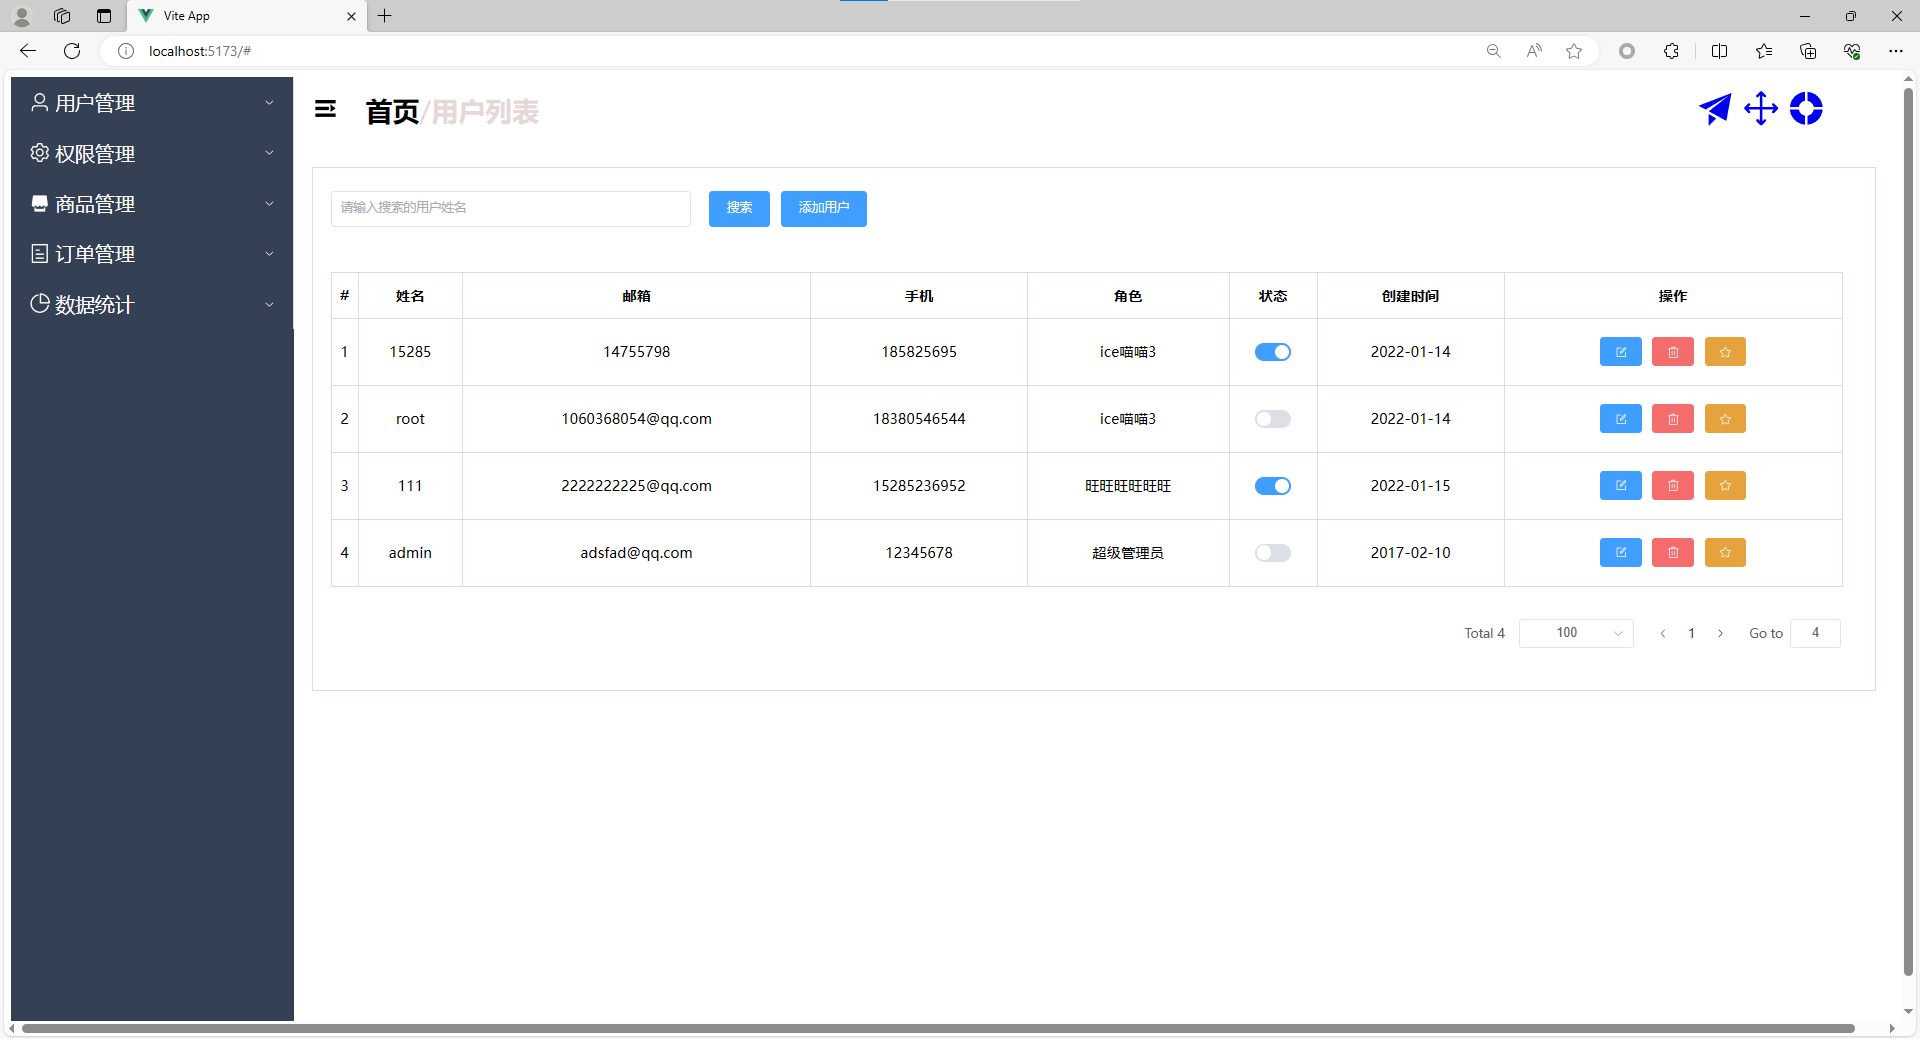 Vite App
localhost:5173/#
用户管理
权限管理
商品管理
订单管理
数据统计
首页/用户列表
请输入搜索的用户姓名 搜索 添加用户
# 姓名 邮箱 手机 角色 状态 创建时间 操作
1 15285 14755798 185825695 ice喵喵3 2022-01-14
2 root 1060368054@qq.com 18380546544 ice喵喵3 2022-01-14
3 111 2222222225@qq.com 15285236952 旺旺旺旺旺旺 2022-01-15
4 admin adsfad@qq.com 12345678 超级管理员 2017-02-10
Total 4 100 1 Go to 4